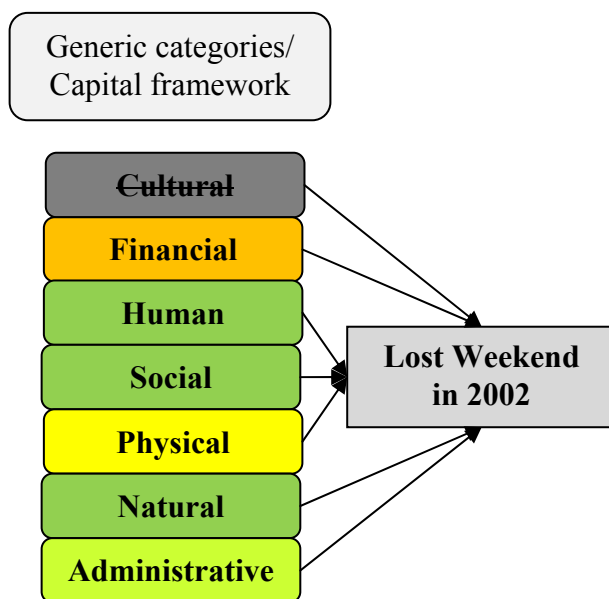 Generic categories/
Capital framework
Cultural
Financial
Human
Social
Physical
Natural
Administrative
Lost Weekend
in 2002